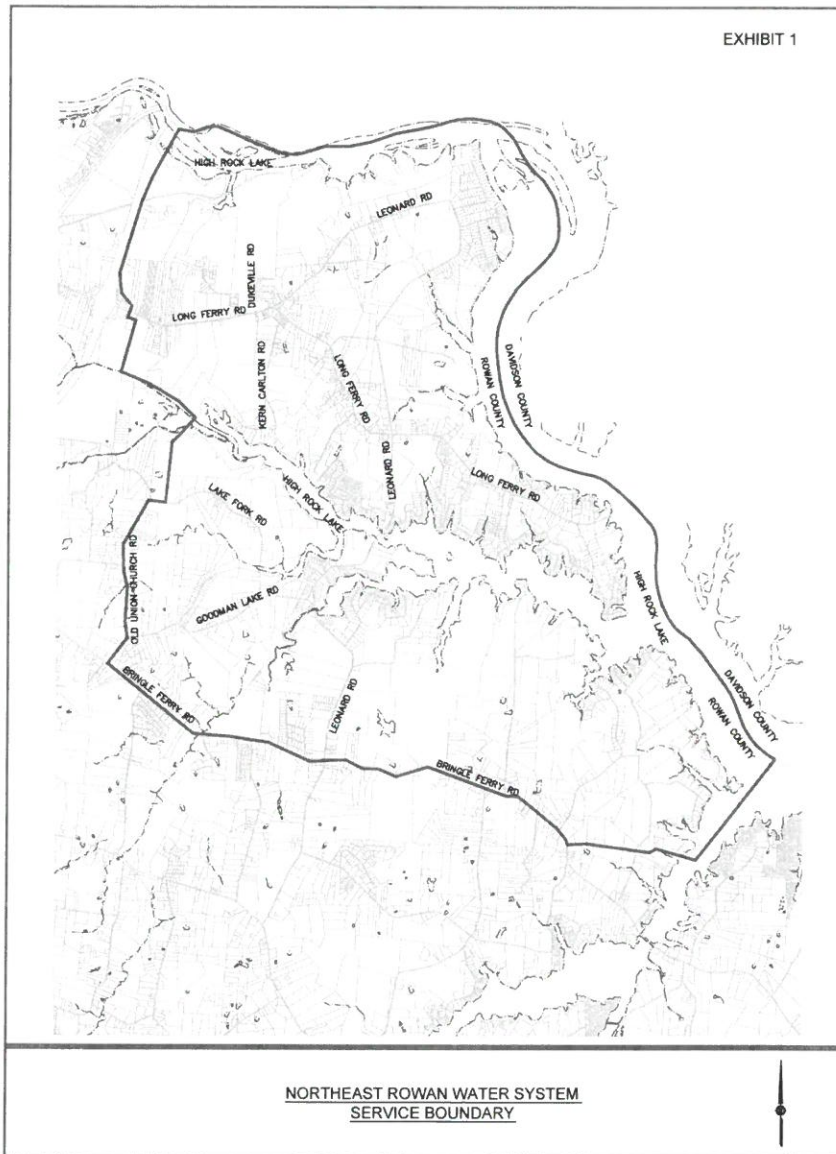 EXHIBIT 1
HIGH ROCK LAKE
LEONARD RD
DUKEVILLE RD
LONG FERRY RD
KERN CARLTON RD
LONG FERRY RD
DAVIDSON COUNTY
ROWAN COUNTY
LEONARD RD
LONG FERRY RD
HIGH ROCK LAKE
LAKE FORK RD
OLD UNION CHURCH RD
GOODMAN LAKE RD
HIGH ROCK LAKE
BRINGLE FERRY RD
LEONARD RD
DAVIDSON COUNTY
ROWAN COUNTY
BRINGLE FERRY RD
NORTHEAST ROWAN WATER SYSTEM
SERVICE BOUNDARY